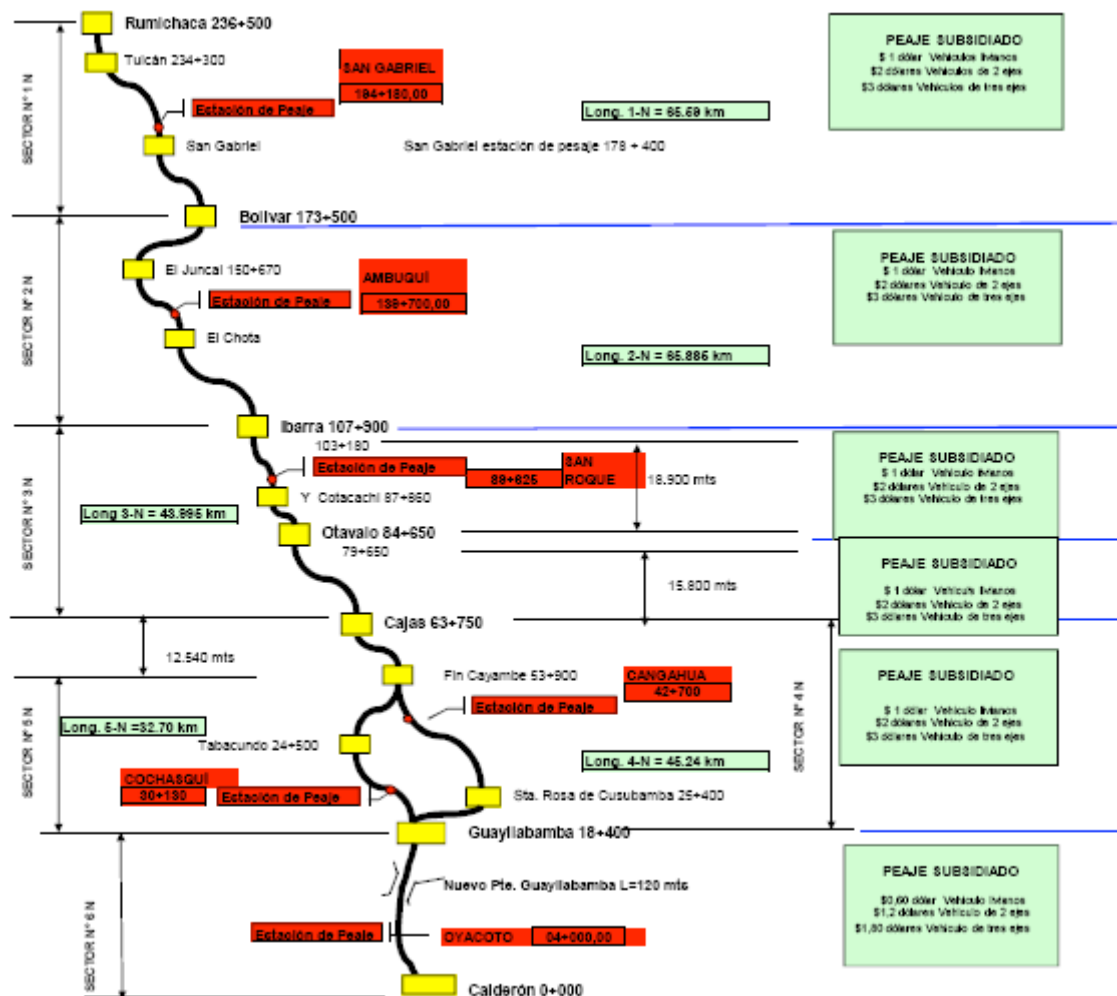 Rumichaca 236+500
Tulcán 234+300
SECTOR Nº 1 N
SAN GABRIEL
194+180,00
Estación de Peaje
Long. 1-N = 65.59 km
San Gabriel
San Gabriel estación de pesaje 178 + 400
PEAJE SUBSIDIADO
$ 1 dólar Vehículos livianos
$2 dólares Vehículos de 2 ejes
$3 dólares Vehículos de tres ejes
Bolivar 173+500
SECTOR Nº 2 N
El Juncal 150+670
AMBUQUÍ
Estación de Peaje
139+700,00
El Chota
Long. 2-N = 65.885 km
PEAJE SUBSIDIADO
$ 1 dólar Vehículo livianos
$2 dólares Vehículo de 2 ejes
$3 dólares Vehículo de tres ejes
Ibarra 107+900
103+180
SECTOR Nº 3 N
Estación de Peaje
89+625
SAN
ROQUE
18.900 mts
Y Cotacachi 87+860
Long 3-N = 43.995 km
Otavalo 84+650
79+650
PEAJE SUBSIDIADO
$ 1 dólar Vehículo livianos
$2 dólares Vehículo de 2 ejes
$3 dólares Vehículo de tres ejes
15.800 mts
PEAJE SUBSIDIADO
$ 1 dólar Vehículo livianos
$2 dólares Vehículo de 2 ejes
$3 dólares Vehículo de tres ejes
Cajas 63+750
12.540 mts
Fin Cayambe 53+900
CANGAHUA
42+700
Estación de Peaje
SECTOR Nº 4 N
SECTOR Nº 5 N
Long. 5-N =32.70 km
Tabacundo 24+500
Long. 4-N = 45.24 km
COCHASQUÍ
30+130
Estación de Peaje
Sta. Rosa de Cusubamba 25+400
PEAJE SUBSIDIADO
$ 1 dólar Vehículo livianos
$2 dólares Vehículo de 2 ejes
$3 dólares Vehículo de tres ejes
Guayllabamba 18+400
SECTOR Nº 6 N
Nuevo Pte. Guayllabamba L=120 mts
Estación de Peaje
OYACOTO
04+000,00
Calderón 0+000
PEAJE SUBSIDIADO
$0,60 dólar Vehículo livianos
$1,2 dólares Vehículo de 2 ejes
$1,80 dólares Vehículo de tres ejes